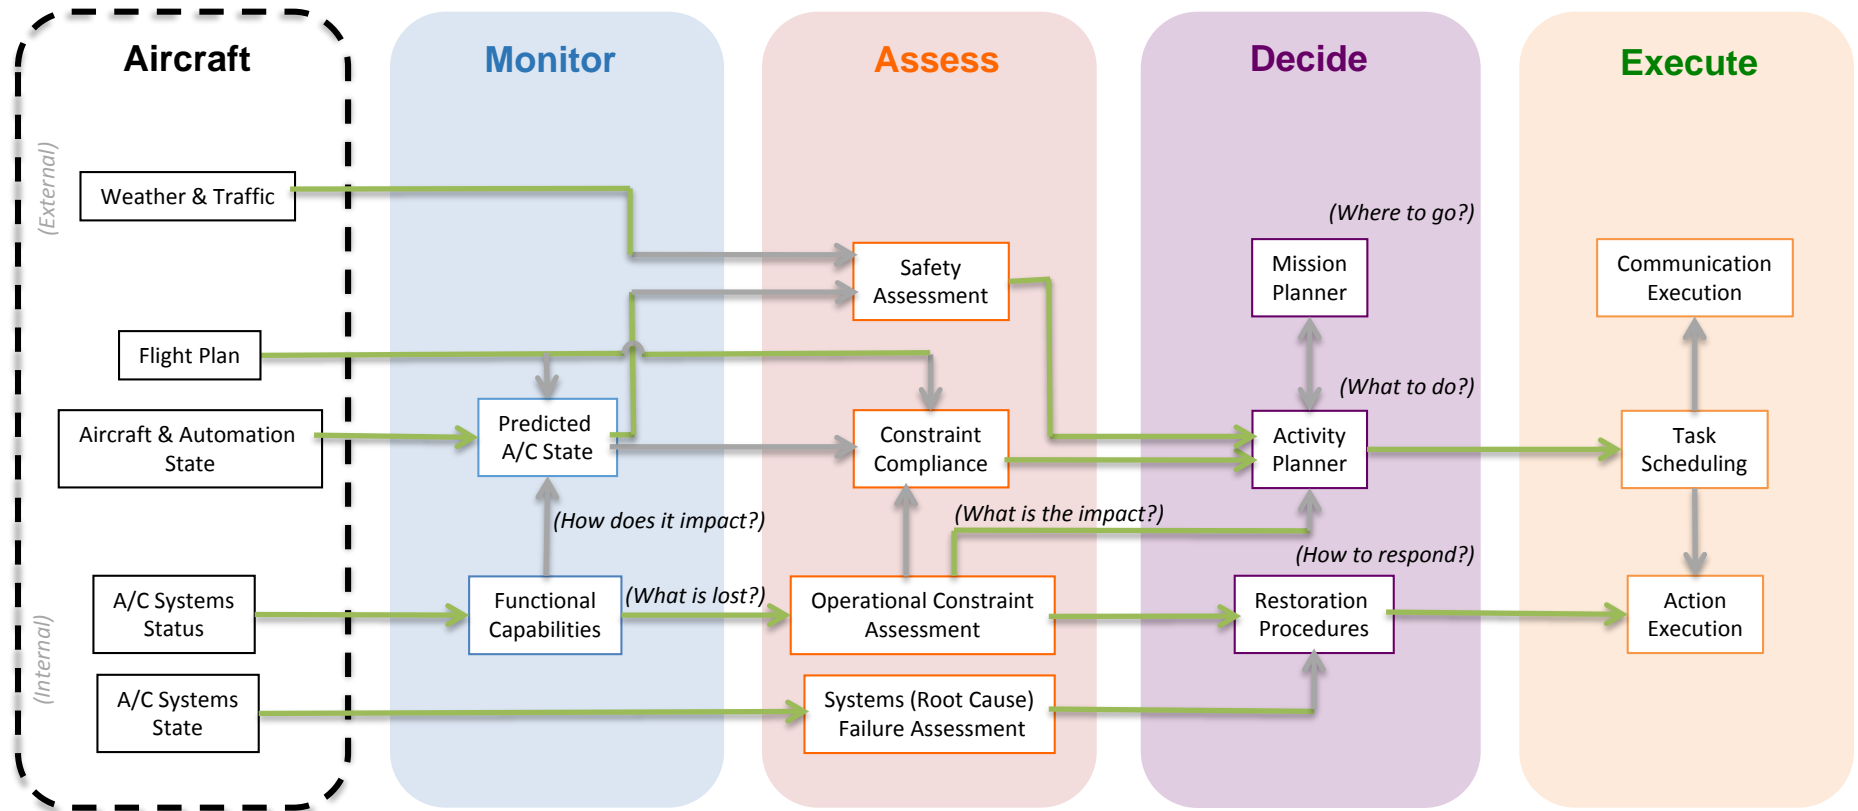 Aircraft
Monitor
Assess
Decide
Execute
(External)
Weather & Traffic
Flight Plan
Aircraft & Automation
State
(Internal)
A/C Systems
Status
A/C Systems
State
Predicted
A/C State
(How does it impact?)
Functional
Capabilities
(What is lost?)
Safety
Assessment
Constraint
Compliance
(What is the impact?)
Operational Constraint
Assessment
Systems (Root Cause)
Failure Assessment
(Where to go?)
Mission
Planner
(What to do?)
Activity
Planner
(How to respond?)
Restoration
Procedures
Communication
Execution
Task
Scheduling
Action
Execution